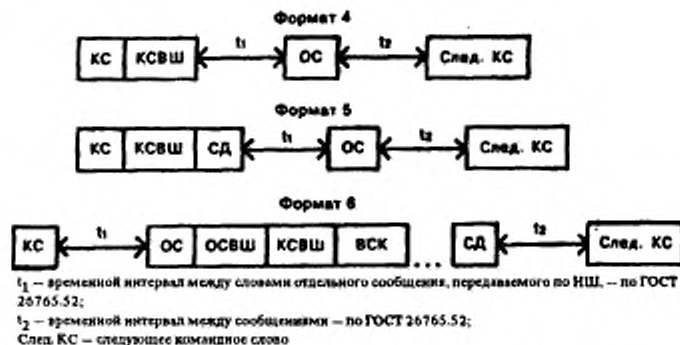 Формат 4
КС КСВШ t₁ ОС t₂ След. КС
Формат 5
КС КСВШ СД t₁ ОС t₂ След. КС
Формат 6
КС t₁ ОС ОСВШ КСВШ ВСК ... СД t₂ След. КС
t₁ — временной интервал между словами отдельного сообщения, передаваемого по НШ, — по ГОСТ
26765.52;
t₂ — временной интервал между сообщениями — по ГОСТ 26765.52;
След. КС — следующее командное слово